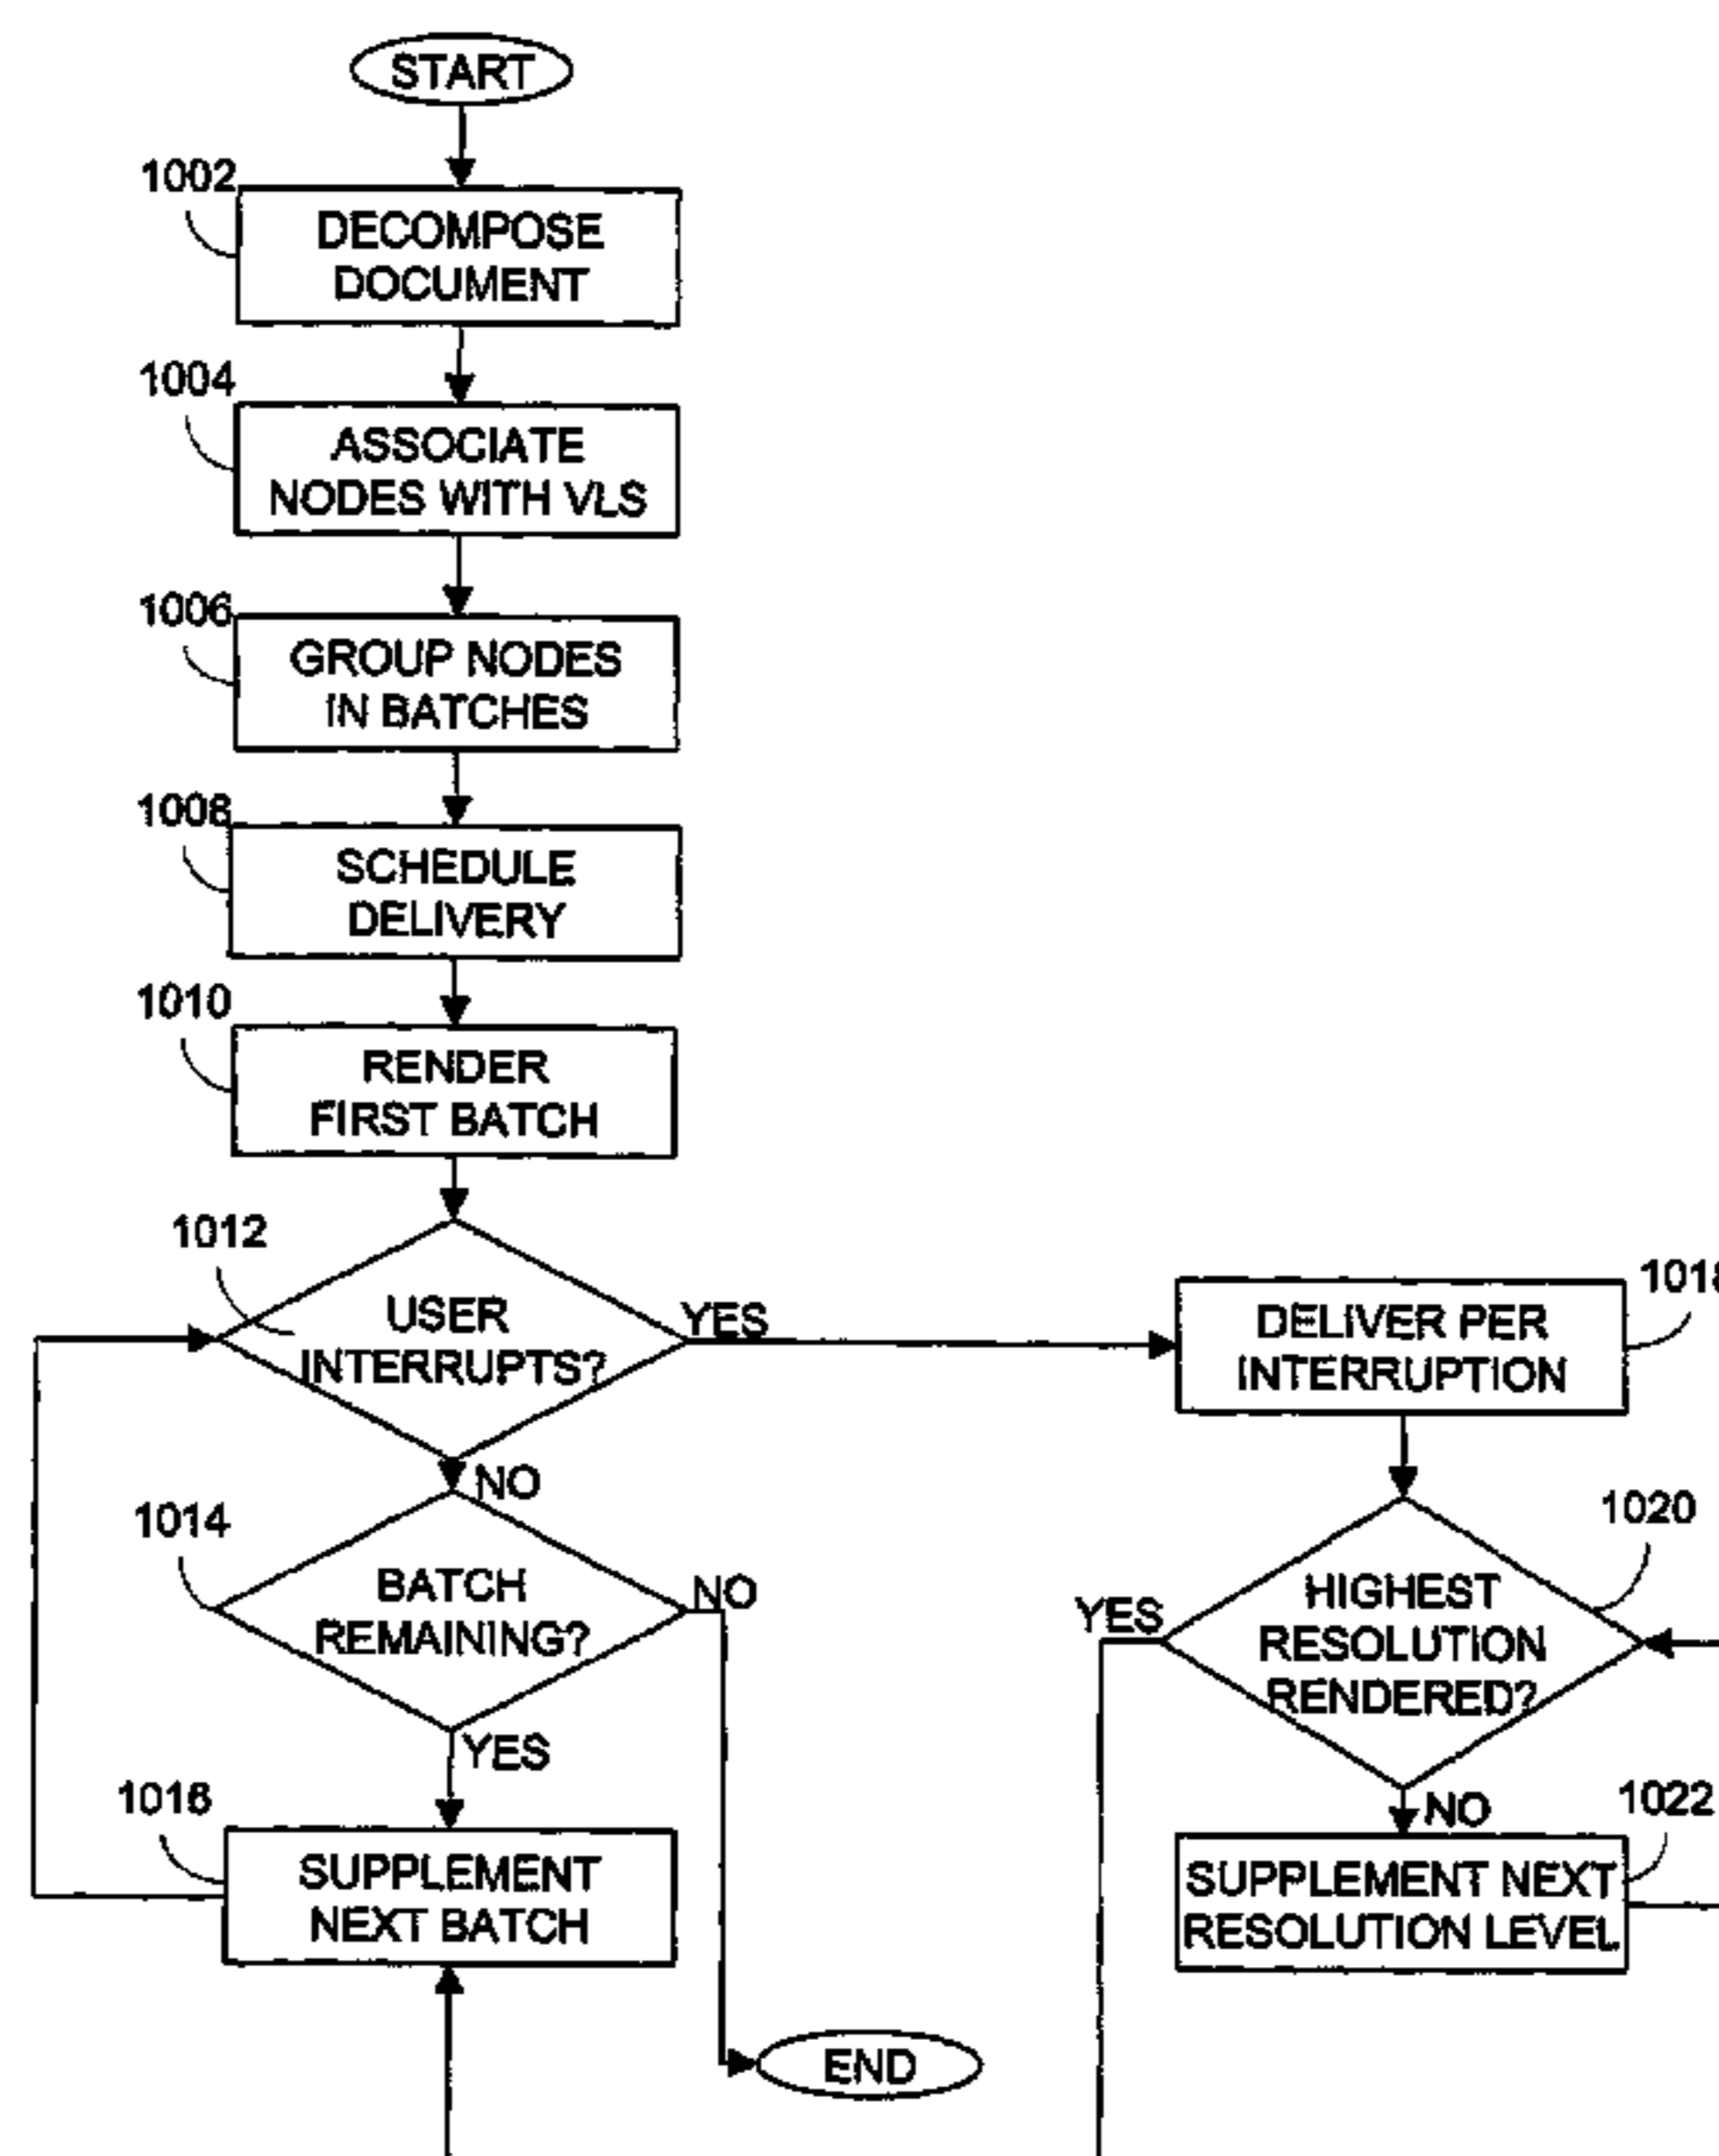 START
1002
DECOMPOSE
DOCUMENT
1004
ASSOCIATE
NODES WITH VLS
1006
GROUP NODES
IN BATCHES
1008
SCHEDULE
DELIVERY
1010
RENDER
FIRST BATCH
1012
USER
INTERRUPTS?
YES
NO
1018
DELIVER PER
INTERRUPTION
1014
BATCH
REMAINING?
NO
YES
1020
HIGHEST
RESOLUTION
RENDERED?
YES
NO
1016
SUPPLEMENT
NEXT BATCH
1022
SUPPLEMENT NEXT
RESOLUTION LEVEL
END